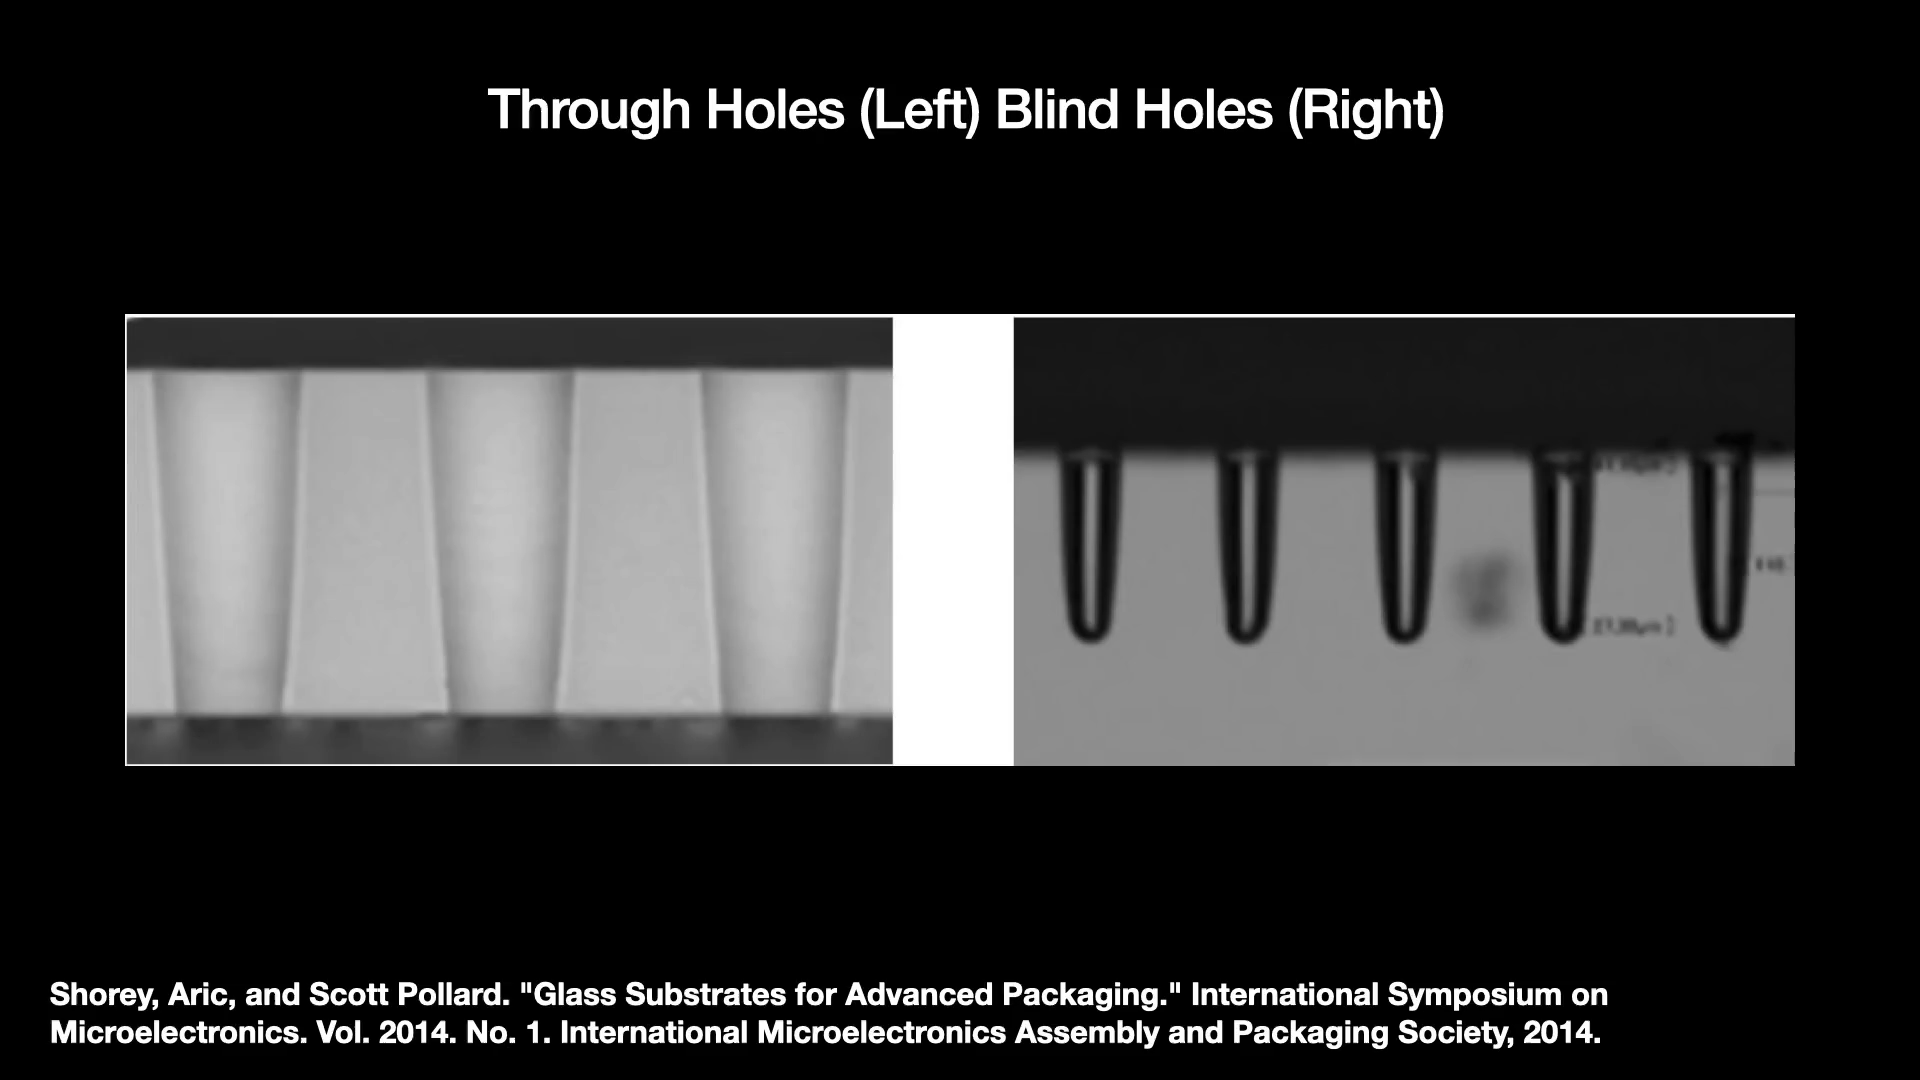 Through Holes (Left) Blind Holes (Right)
Shorey, Aric, and Scott Pollard. "Glass Substrates for Advanced Packaging." International Symposium on
Microelectronics. Vol. 2014. No. 1. International Microelectronics Assembly and Packaging Society, 2014.